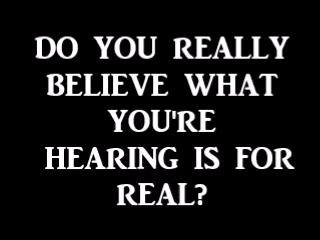 DO YOU REALLY
BELIEVE WHAT
YOU'RE
HEARING IS FOR
REAL?